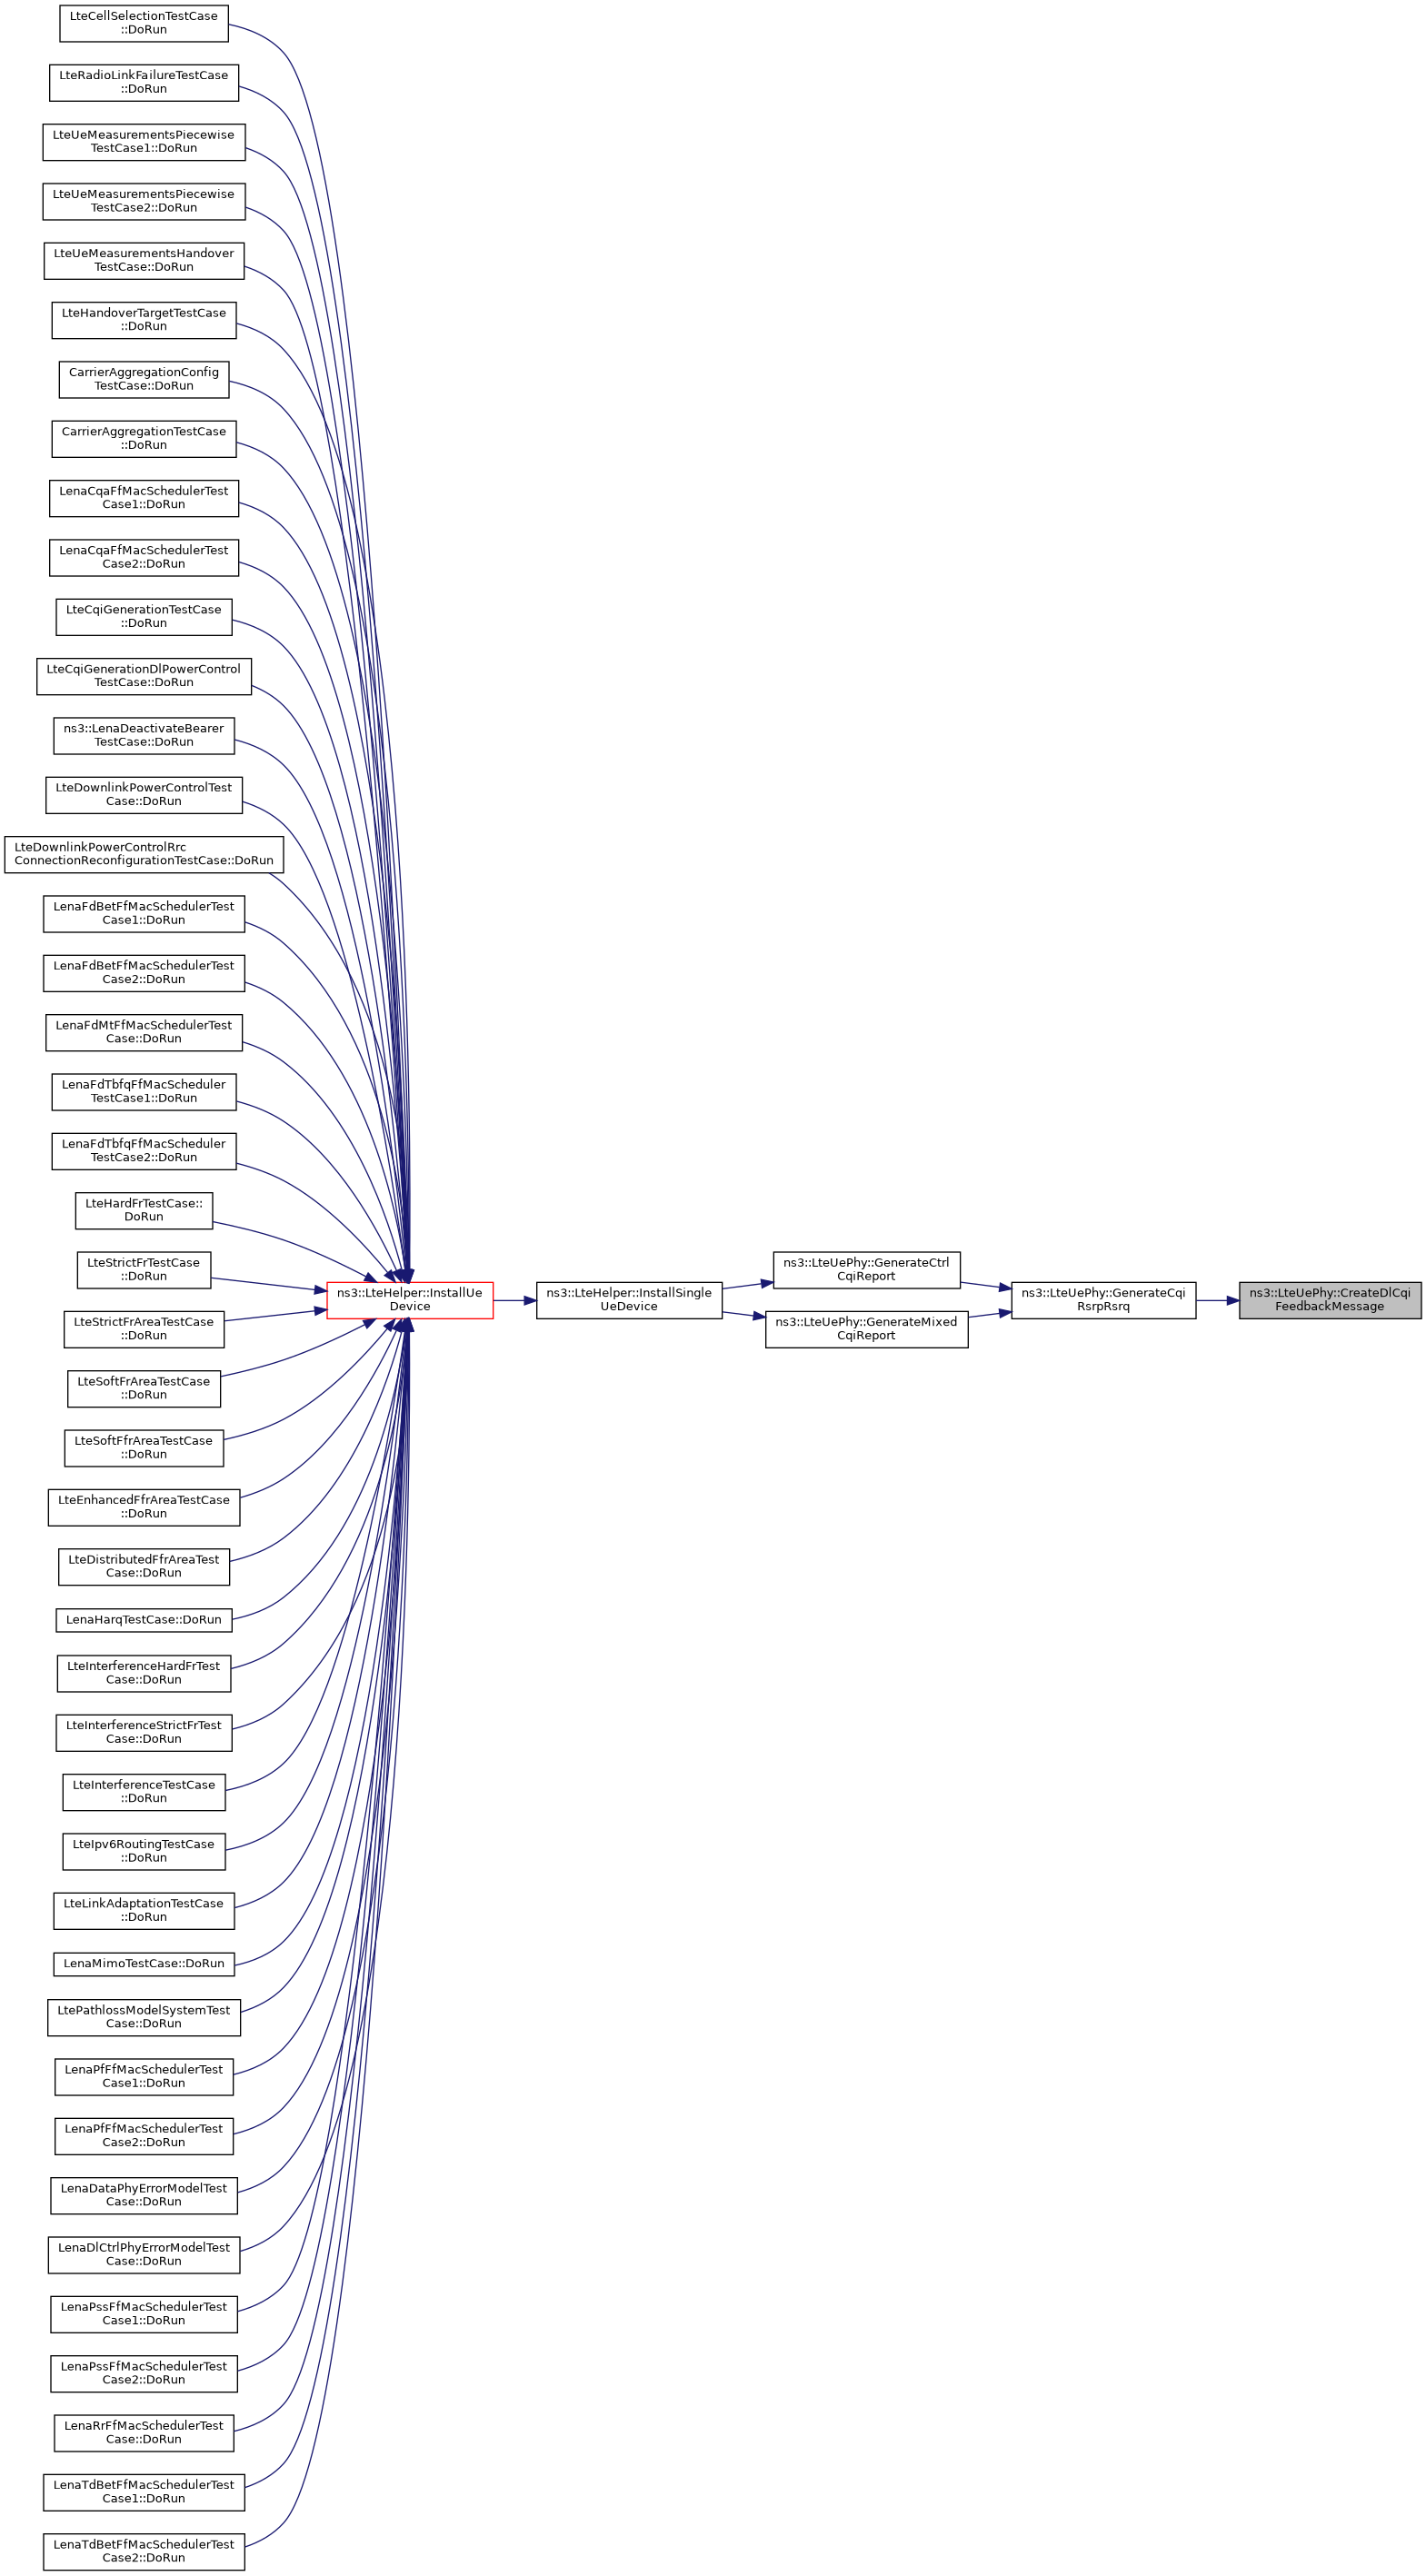 LteCellSelectionTestCase
::DoRun
LteRadioLinkFailureTestCase
::DoRun
LteUeMeasurementsPiecewise
TestCase1::DoRun
LteUeMeasurementsPiecewise
TestCase2::DoRun
LteUeMeasurementsHandover
TestCase::DoRun
LteHandoverTargetTestCase
::DoRun
CarrierAggregationConfig
TestCase::DoRun
CarrierAggregationTestCase
::DoRun
LenaCqaFfMacSchedulerTest
Case1::DoRun
LenaCqaFfMacSchedulerTest
Case2::DoRun
LteCqiGenerationTestCase
::DoRun
LteCqiGenerationDlPowerControl
TestCase::DoRun
ns3::LenaDeactivateBearer
TestCase::DoRun
LteDownlinkPowerControlTest
Case::DoRun
LteDownlinkPowerControlRrc
ConnectionReconfigurationTestCase::DoRun
LenaFdBetFfMacSchedulerTest
Case1::DoRun
LenaFdBetFfMacSchedulerTest
Case2::DoRun
LenaFdMtFfMacSchedulerTest
Case::DoRun
LenaFdTbfqFfMacScheduler
TestCase1::DoRun
LenaFdTbfqFfMacScheduler
TestCase2::DoRun
LteHardFrTestCase::
DoRun
LteStrictFrTestCase
::DoRun
LteStrictFrAreaTestCase
::DoRun
LteSoftFrAreaTestCase
::DoRun
LteSoftFfrAreaTestCase
::DoRun
LteEnhancedFfrAreaTestCase
::DoRun
LteDistributedFfrAreaTest
Case::DoRun
LenaHarqTestCase::DoRun
LteInterferenceHardFrTest
Case::DoRun
LteInterferenceStrictFrTest
Case::DoRun
LteInterferenceTestCase
::DoRun
LteIpv6RoutingTestCase
::DoRun
LteLinkAdaptationTestCase
::DoRun
LenaMimoTestCase::DoRun
LtePathlossModelSystemTest
Case::DoRun
LenaPfFfMacSchedulerTest
Case1::DoRun
LenaPfFfMacSchedulerTest
Case2::DoRun
LenaDataPhyErrorModelTest
Case::DoRun
LenaDlCtrlPhyErrorModelTest
Case::DoRun
LenaPssFfMacSchedulerTest
Case1::DoRun
LenaPssFfMacSchedulerTest
Case2::DoRun
LenaRrFfMacSchedulerTest
Case::DoRun
LenaTdBetFfMacSchedulerTest
Case1::DoRun
LenaTdBetFfMacSchedulerTest
Case2::DoRun
ns3::LteHelper::InstallUe
Device
ns3::LteHelper::InstallSingle
UeDevice
ns3::LteUePhy::GenerateCtrl
CqiReport
ns3::LteUePhy::GenerateMixed
CqiReport
ns3::LteUePhy::GenerateCqi
RsrpRsrq
ns3::LteUePhy::CreateDlCqi
FeedbackMessage